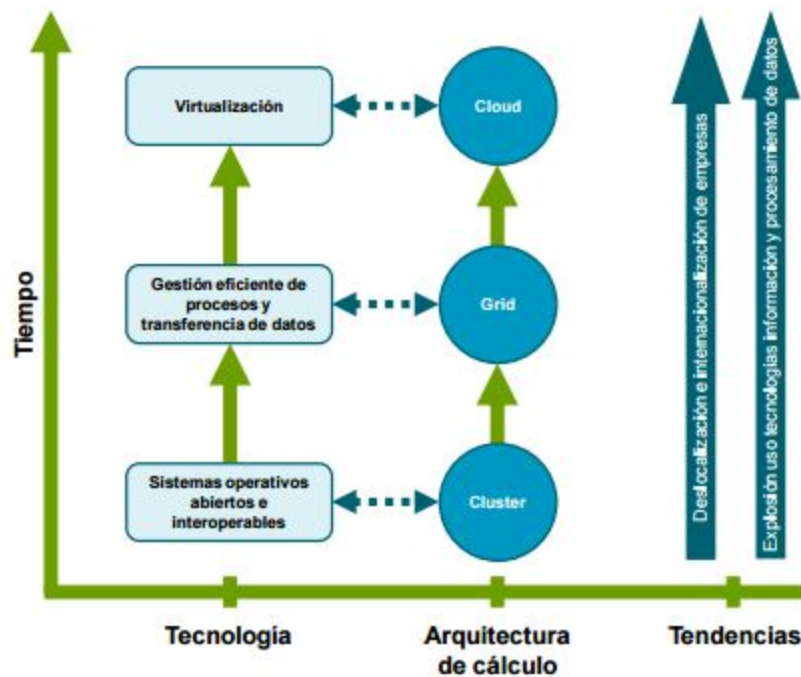 Virtualización
Cloud
Deslocalización e internacionalización de empresas
Explosión uso tecnologías información y procesamiento de datos
Tiempo
Gestión eficiente de
procesos y
transferencia de datos
Grid
Sistemas operativos
abiertos e
interoperables
Cluster
Tecnología
Arquitectura
de cálculo
Tendencias